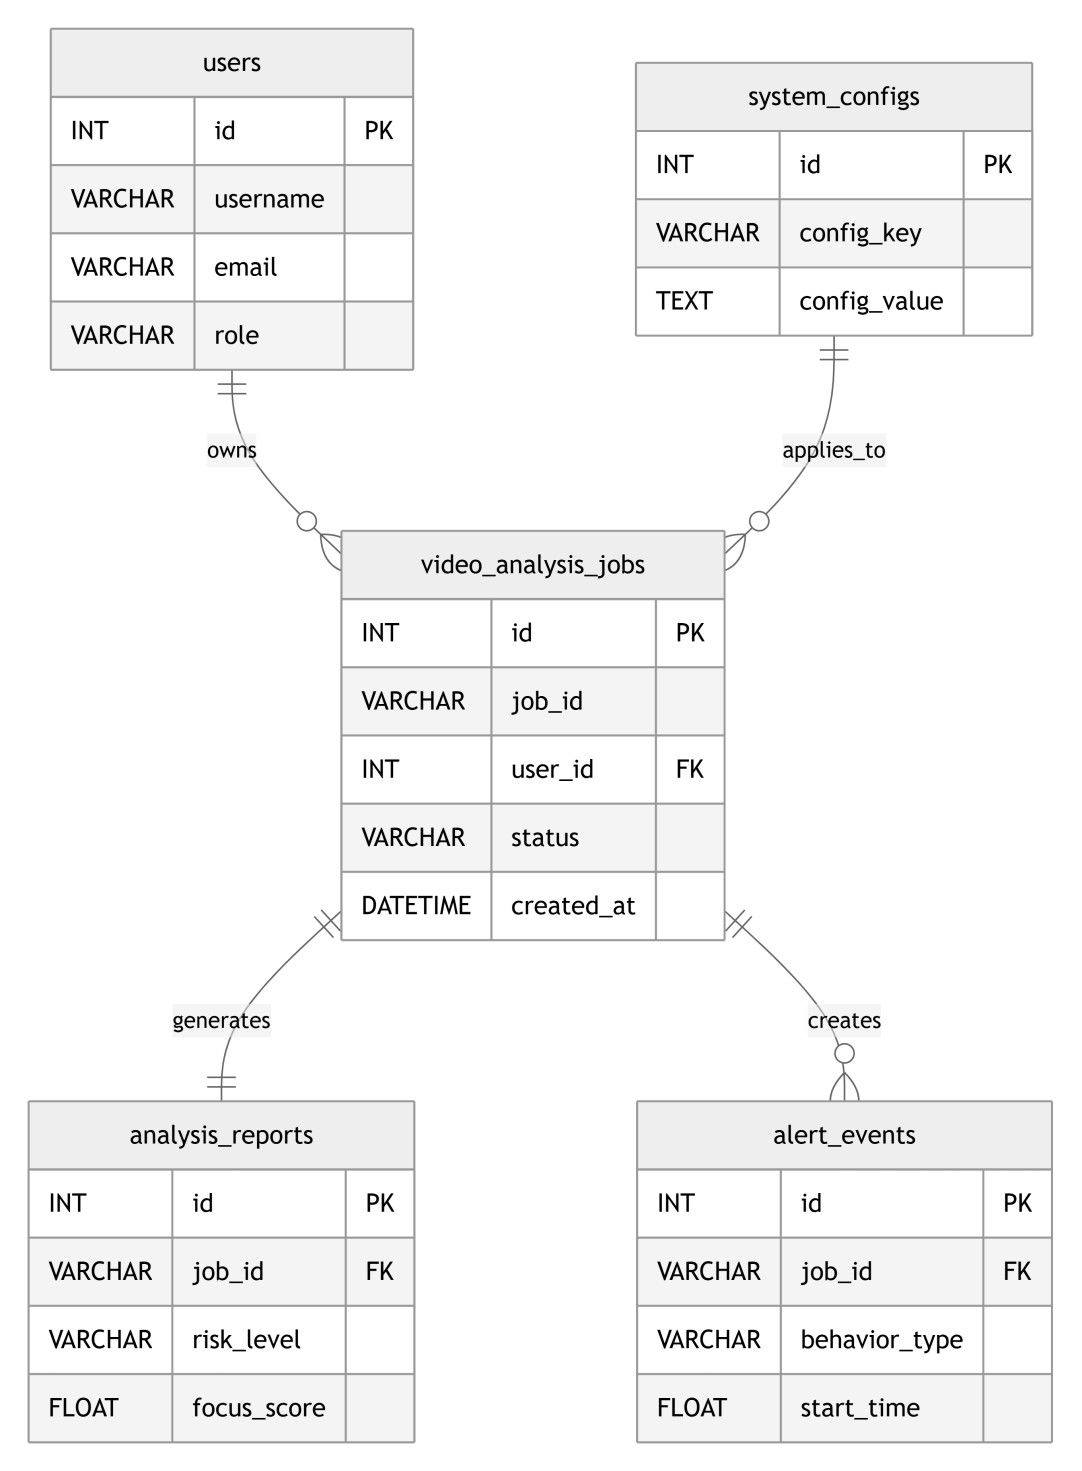 users
INT id PK
VARCHAR username
VARCHAR email
VARCHAR role
system_configs
INT id PK
VARCHAR config_key
TEXT config_value
owns
applies_to
video_analysis_jobs
INT id PK
VARCHAR job_id
INT user_id FK
VARCHAR status
DATETIME created_at
generates
creates
analysis_reports
INT id PK
VARCHAR job_id FK
VARCHAR risk_level
FLOAT focus_score
alert_events
INT id PK
VARCHAR job_id FK
VARCHAR behavior_type
FLOAT start_time